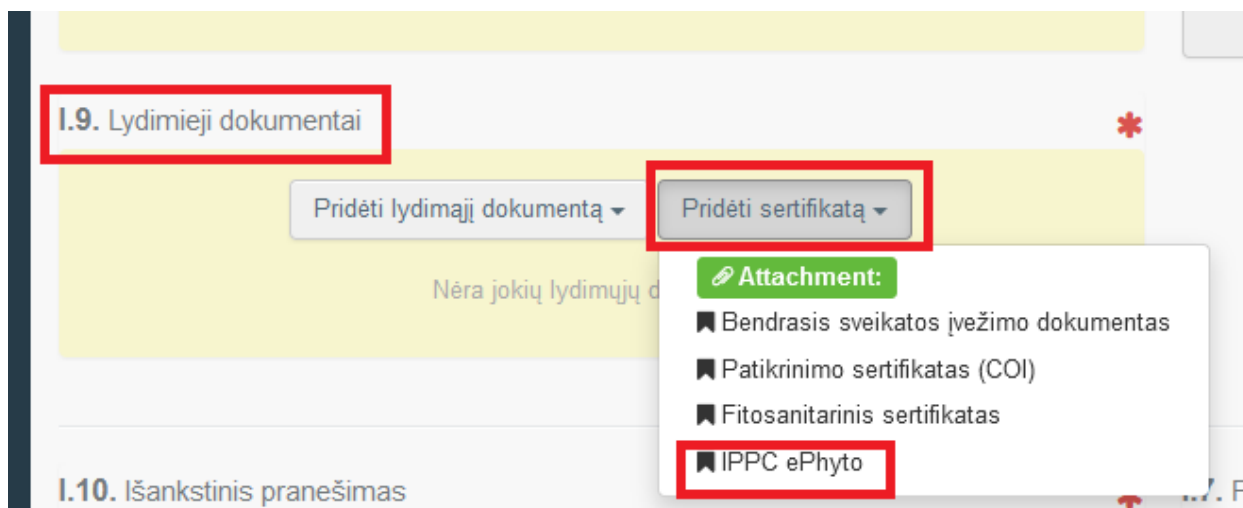 I.9. Lydimieji dokumentai
Pridėti lydimąjį dokumentą
Pridėti sertifikatą
Nėra jokių lydimųjų
Attachment:
Bendrasis sveikatos įvežimo dokumentas
Patikrinimo sertifikatas (COI)
Fitosanitarinis sertifikatas
IPPC ePhyto
I.10. Išankstinis pranešimas